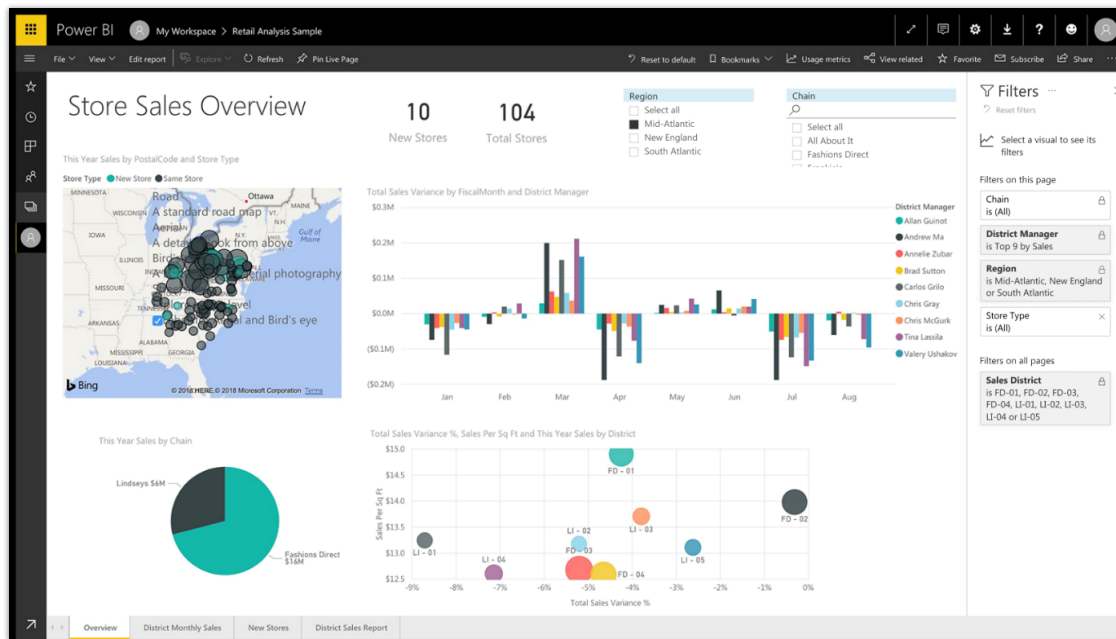 Power BI
My Workspace > Retail Analysis Sample
File
View
Edit report
Explore
Refresh
Pin Live Page
Reset to default
Bookmarks
Usage metrics
View related
Favorite
Subscribe
Share
Store Sales Overview
10
New Stores
104
Total Stores
Region
Select all
Mid-Atlantic
New England
South Atlantic
Chain
Select all
All About It
Fashions Direct
This Year Sales by PostalCode and Store Type
Store Type New Store Same Store
MINNESOTA
WISCONSIN
Ottawa
MAINE
N.Y.
VT.
N.H.
MASS.
Gulf of
Maine
IOWA
ILLINOIS
MISSOURI
ARKANSAS
MISSISSIPPI
ALABAMA
GEORGIA
LOUISIANA
Road
A standard road map
A detailed look from above
aerial photography
and Bird's eye
Bing
© 2018 HERE, © 2018 Microsoft Corporation Terms
Total Sales Variance by FiscalMonth and District Manager
$0.3M
$0.2M
$0.1M
$0.0M
($0.1M)
($0.2M)
Jan Feb Mar Apr May Jun Jul Aug
District Manager
Allan Guinot
Andrew Ma
Annelie Zubar
Brad Sutton
Carlos Grilo
Chris Gray
Chris McGurk
Tina Lassila
Valery Ushakov
This Year Sales by Chain
Lindseys $6M
Fashions Direct
$16M
Total Sales Variance %, Sales Per Sq Ft and This Year Sales by District
Sales Per Sq Ft
$15.0
$14.0
$13.5
$13.0
$12.5
FD - 01
FD - 02
LI - 03
LI - 02
LI - 01
FD - 03
LI - 04
LI - 05
FD - 04
-9% -8% -7% -6% -5% -4% -3% -2% -1% 0%
Total Sales Variance %
Filters
Reset filters
Select a visual to see its
filters
Filters on this page
Chain
is (All)
District Manager
is Top 9 by Sales
Region
is Mid-Atlantic, New England
or South Atlantic
Store Type
is (All)
Filters on all pages
Sales District
is FD-01, FD-02, FD-03,
FD-04, LI-01, LI-02, LI-03,
LI-04 or LI-05
Overview
District Monthly Sales
New Stores
District Sales Report